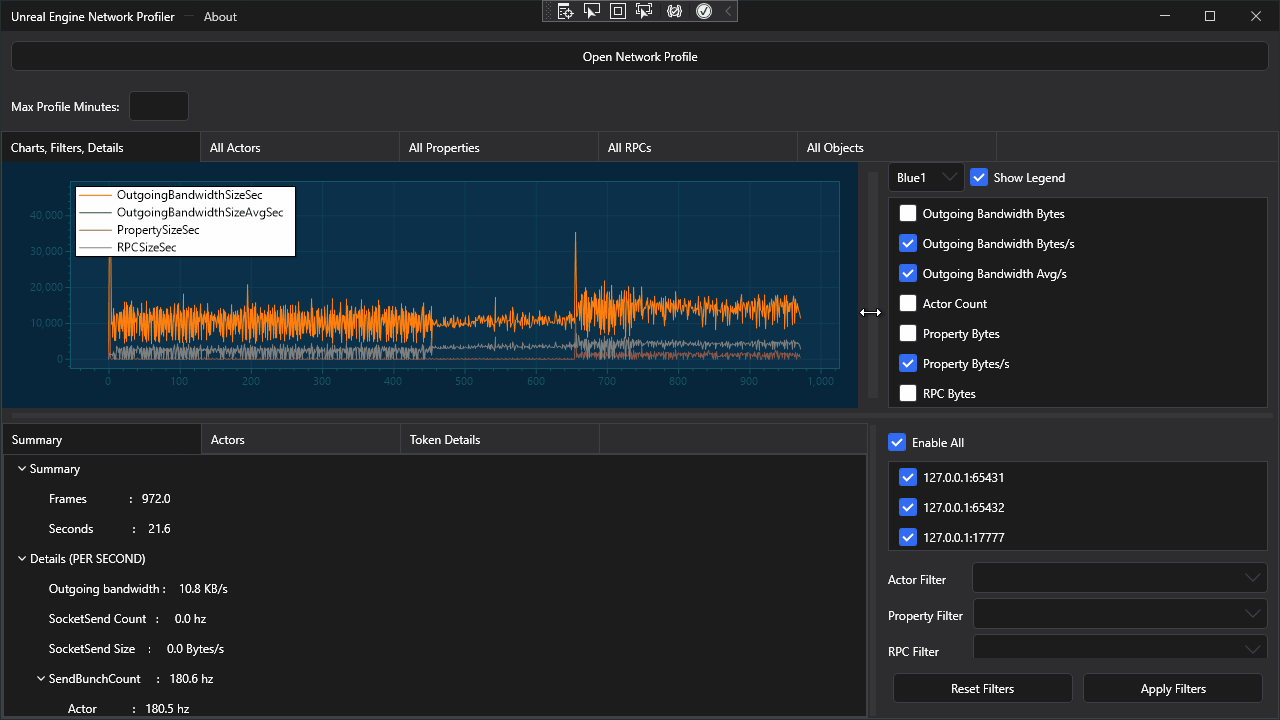 Unreal Engine Network Profiler — About
Open Network Profile
Max Profile Minutes:
Charts, Filters, Details
All Actors
All Properties
All RPCs
All Objects
OutgoingBandwidthSizeSec
OutgoingBandwidthSizeAvgSec
PropertySizeSec
RPCSizeSec
40,000
30,000
20,000
10,000
0
0 100 200 300 400 500 600 700 800 900 1,000
Blue1
Show Legend
Outgoing Bandwidth Bytes
Outgoing Bandwidth Bytes/s
Outgoing Bandwidth Avg/s
Actor Count
Property Bytes
Property Bytes/s
RPC Bytes
Summary
Actors
Token Details
Summary
Frames : 972.0
Seconds : 21.6
Details (PER SECOND)
Outgoing bandwidth : 10.8 KB/s
SocketSend Count : 0.0 hz
SocketSend Size : 0.0 Bytes/s
SendBunchCount : 180.6 hz
Actor : 180.5 hz
Enable All
127.0.0.1:65431
127.0.0.1:65432
127.0.0.1:17777
Actor Filter
Property Filter
RPC Filter
Reset Filters
Apply Filters